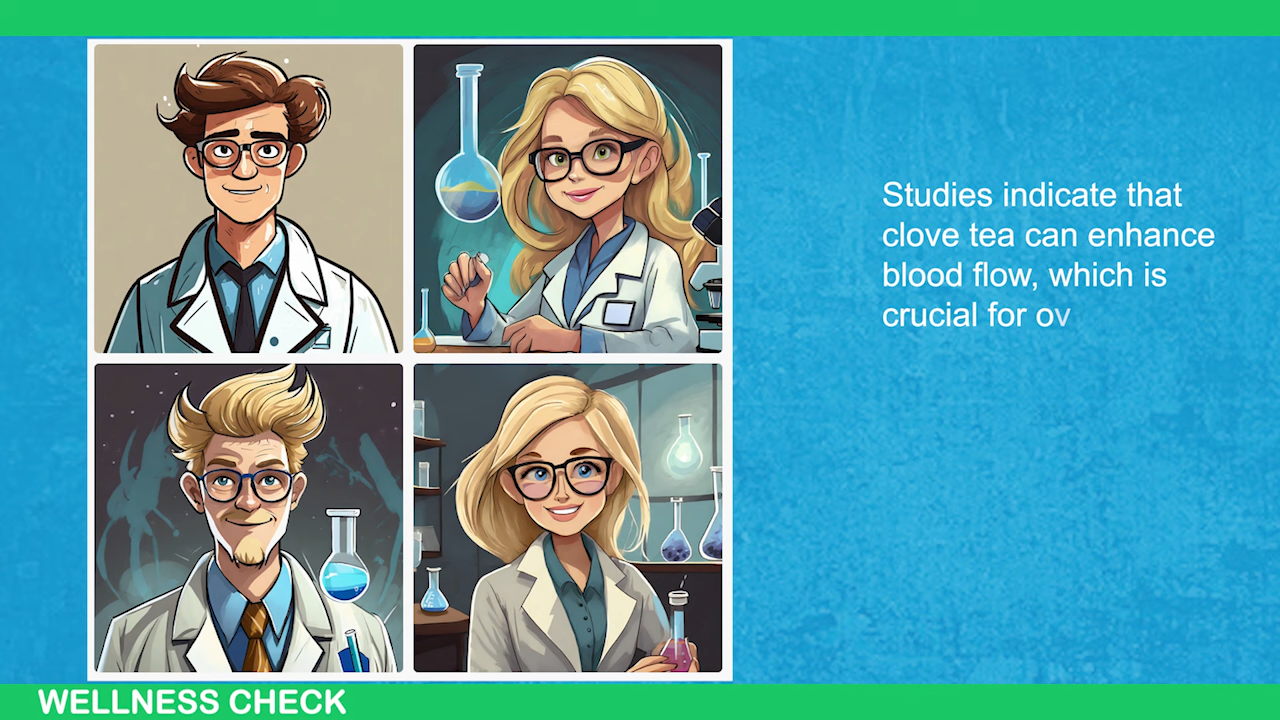 Studies indicate that
clove tea can enhance
blood flow, which is
crucial for ov
WELLNESS CHECK